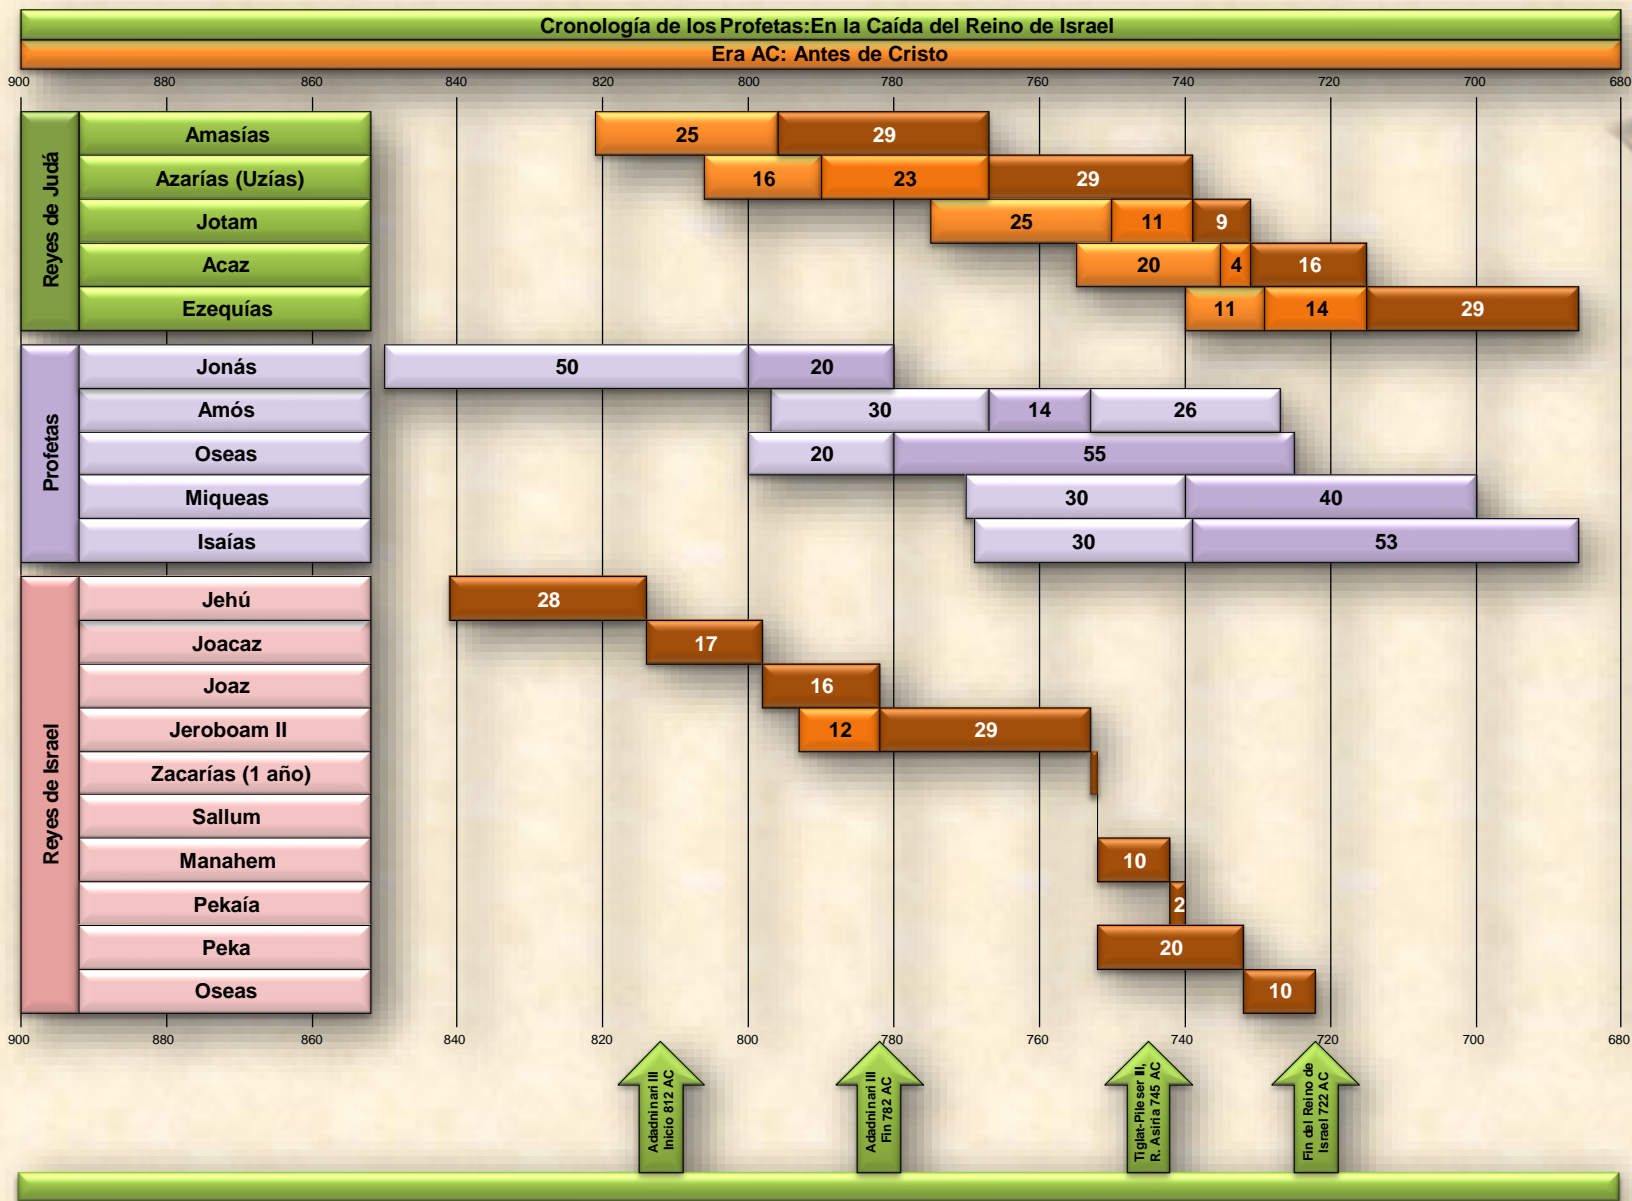 Cronología de los Profetas:En la Caída del Reino de Israel
Era AC: Antes de Cristo
900 880 860 840 820 800 780 760 740 720 700 680
Reyes de Judá
Amasías 25 29
Azarías (Uzías) 16 23 29
Jotam 25 11 9
Acaz 20 4 16
Ezequías 11 14 29
Profetas
Jonás 50 20
Amós 30 14 26
Oseas 20 55
Miqueas 30 40
Isaías 30 53
Reyes de Israel
Jehú 28
Joacaz 17
Joaz 16
Jeroboam II 12 29
Zacarías (1 año)
Sallum
Manahem 10
Pekaía 2
Peka 20
Oseas 10
900 880 860 840 820 800 780 760 740 720 700 680
Adadninari III
Inicio 812 AC
Adadninari III
Fin 782 AC
Tiglat-Pileser III,
R. Asiria 745 AC
Fin del Reino de
Israel 722 AC